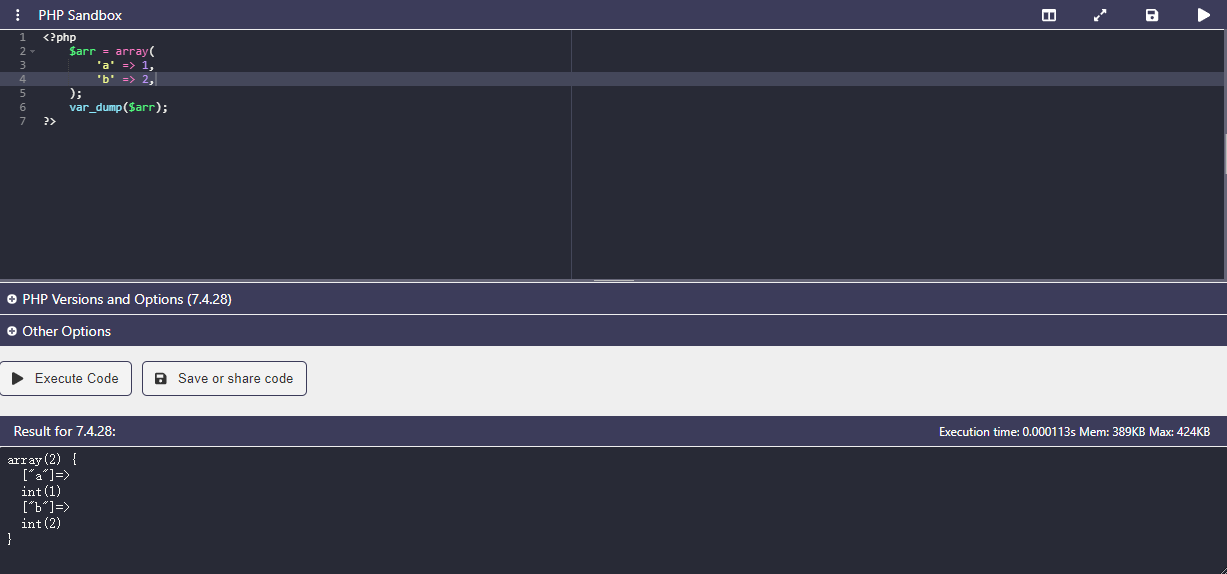 PHP Sandbox
1 <?php
2 $arr = array(
3 'a' => 1,
4 'b' => 2,
5 );
6 var_dump($arr);
7 ?>
PHP Versions and Options (7.4.28)
Other Options
Execute Code Save or share code
Result for 7.4.28: Execution time: 0.000113s Mem: 389KB Max: 424KB
array(2) {
["a"]=>
int(1)
["b"]=>
int(2)
}